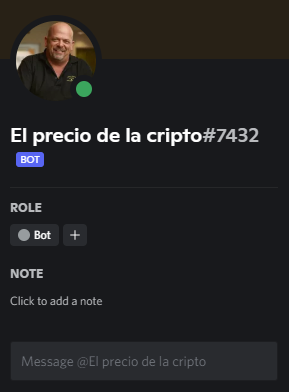 El precio de la cripto#7432
BOT
ROLE
Bot +
NOTE
Click to add a note
Message @El precio de la cripto